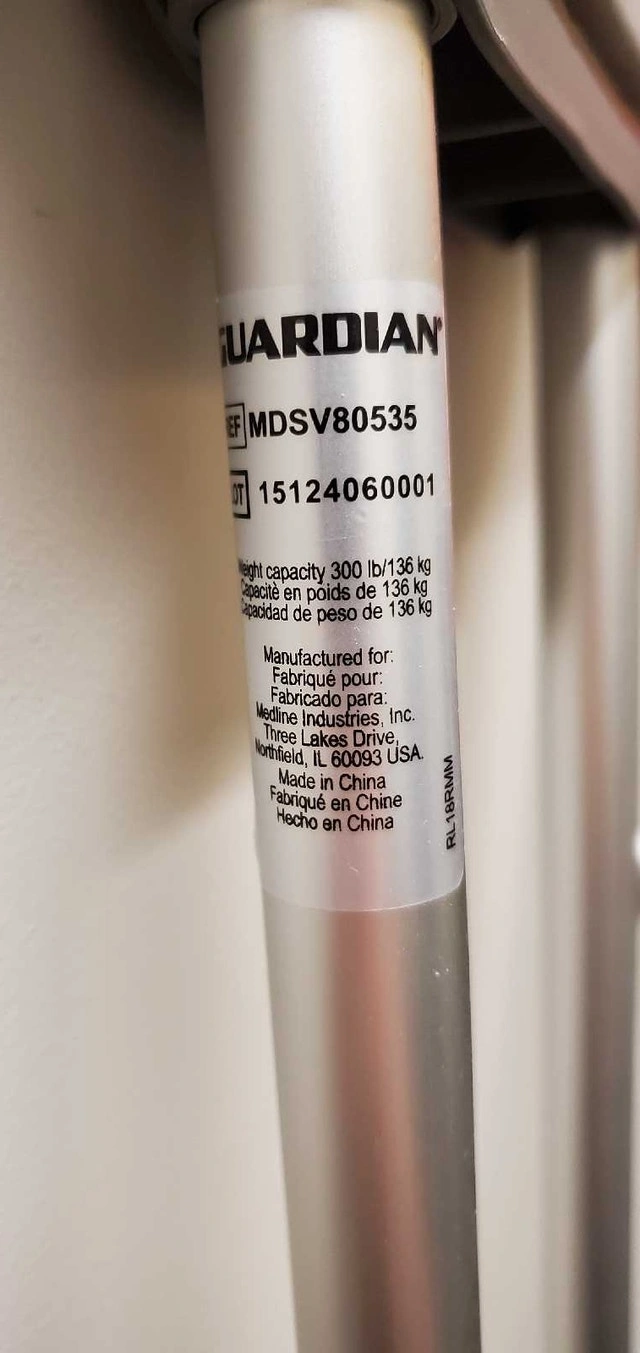 GUARDIAN®
REF MDSV80535
LOT 15124060001
Weight capacity 300 lb/136 kg
Capacitè en poids de 136 kg
Capacidad de peso de 136 kg
Manufactured for:
Fabriqué pour:
Fabricado para:
Medline Industries, Inc.
Three Lakes Drive,
Northfield, IL 60093 USA.
Made in China
Fabriqué en Chine
Hecho en China
RL18RMM